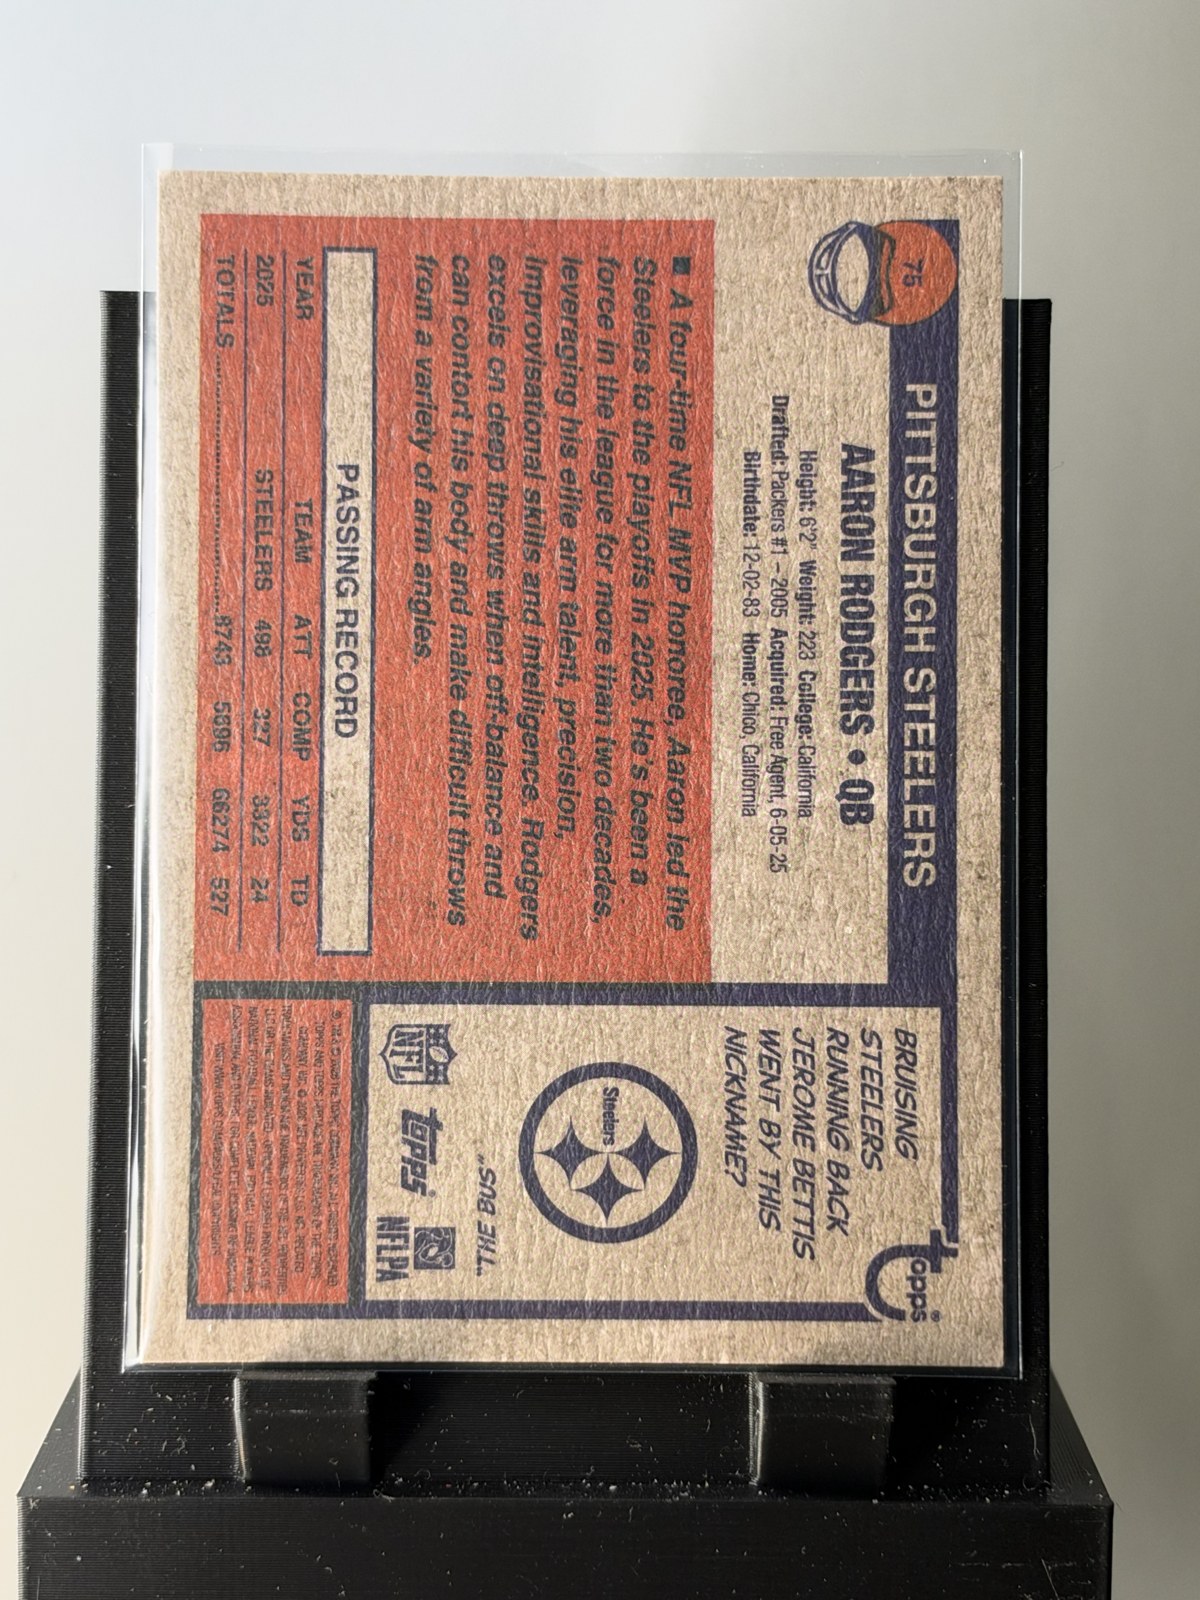 75
PITTSBURGH STEELERS
AARON RODGERS • QB
Height: 6'2" Weight: 223 College: California
Drafted: Packers #1 – 2005 Acquired: Free Agent, 6-05-25
Birthdate: 12-02-83 Home: Chico, California
■ A four-time NFL MVP honoree, Aaron led the
Steelers to the playoffs in 2025. He's been a
force in the league for more than two decades,
leveraging his elite arm talent, precision,
improvisational skills and intelligence. Rodgers
excels on deep throws when off-balance and
can contort his body and make difficult throws
from a variety of arm angles.
PASSING RECORD
YEAR TEAM ATT COMP YDS TD
2025 STEELERS 498 327 3322 24
TOTALS 8743 5696 66274 527
topps®
BRUISING
STEELERS
RUNNING BACK
JEROME BETTIS
WENT BY THIS
NICKNAME?
Steelers
"THE BUS."
NFL topps® NFLPA